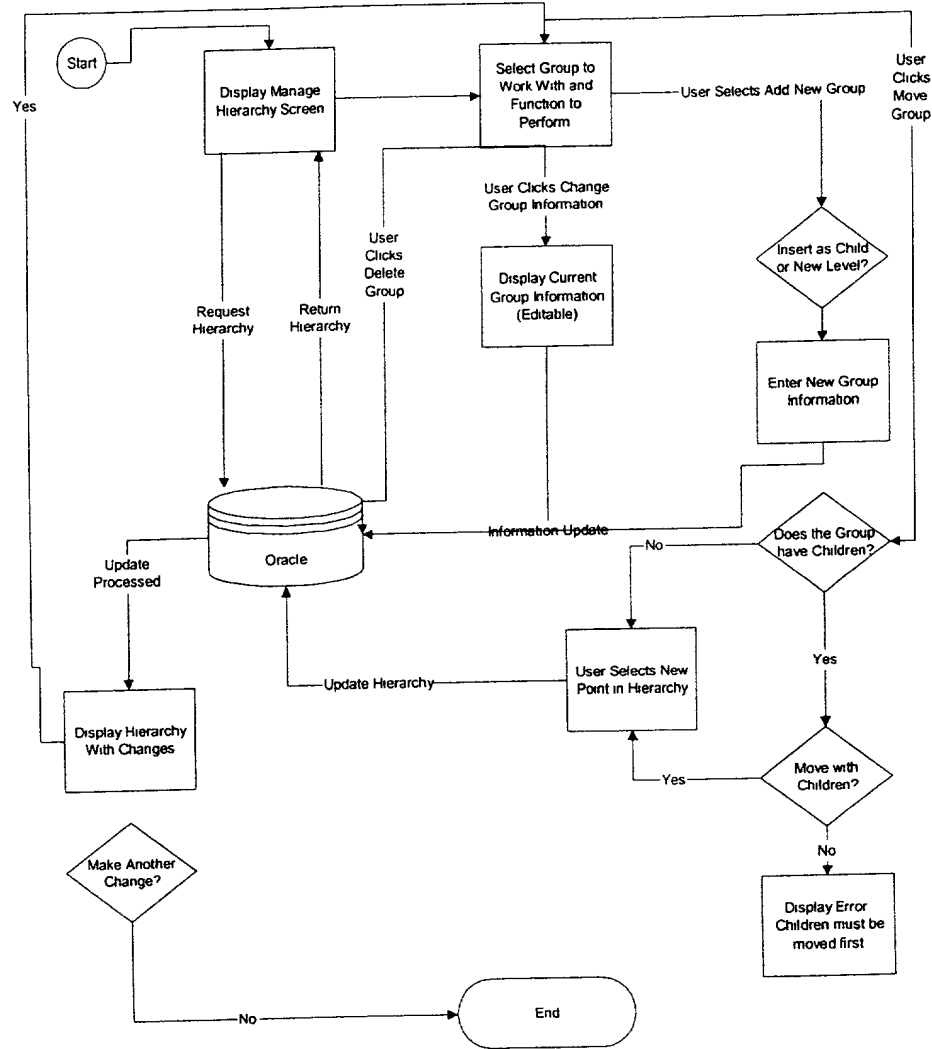 Start
Yes
Display Manage
Hierarchy Screen
Select Group to
Work With and
Function to
Perform
User Selects Add New Group
User
Clicks
Move
Group
User Clicks Change
Group Information
User
Clicks
Delete
Group
Insert as Child
or New Level?
Display Current
Group Information
(Editable)
Request
Hierarchy
Return
Hierarchy
Enter New Group
Information
Information Update
Oracle
Does the Group
have Children?
No
Update
Processed
Yes
User Selects New
Point in Hierarchy
Update Hierarchy
Display Hierarchy
With Changes
Move with
Children?
Yes
No
Make Another
Change?
Display Error
Children must be
moved first
No
End